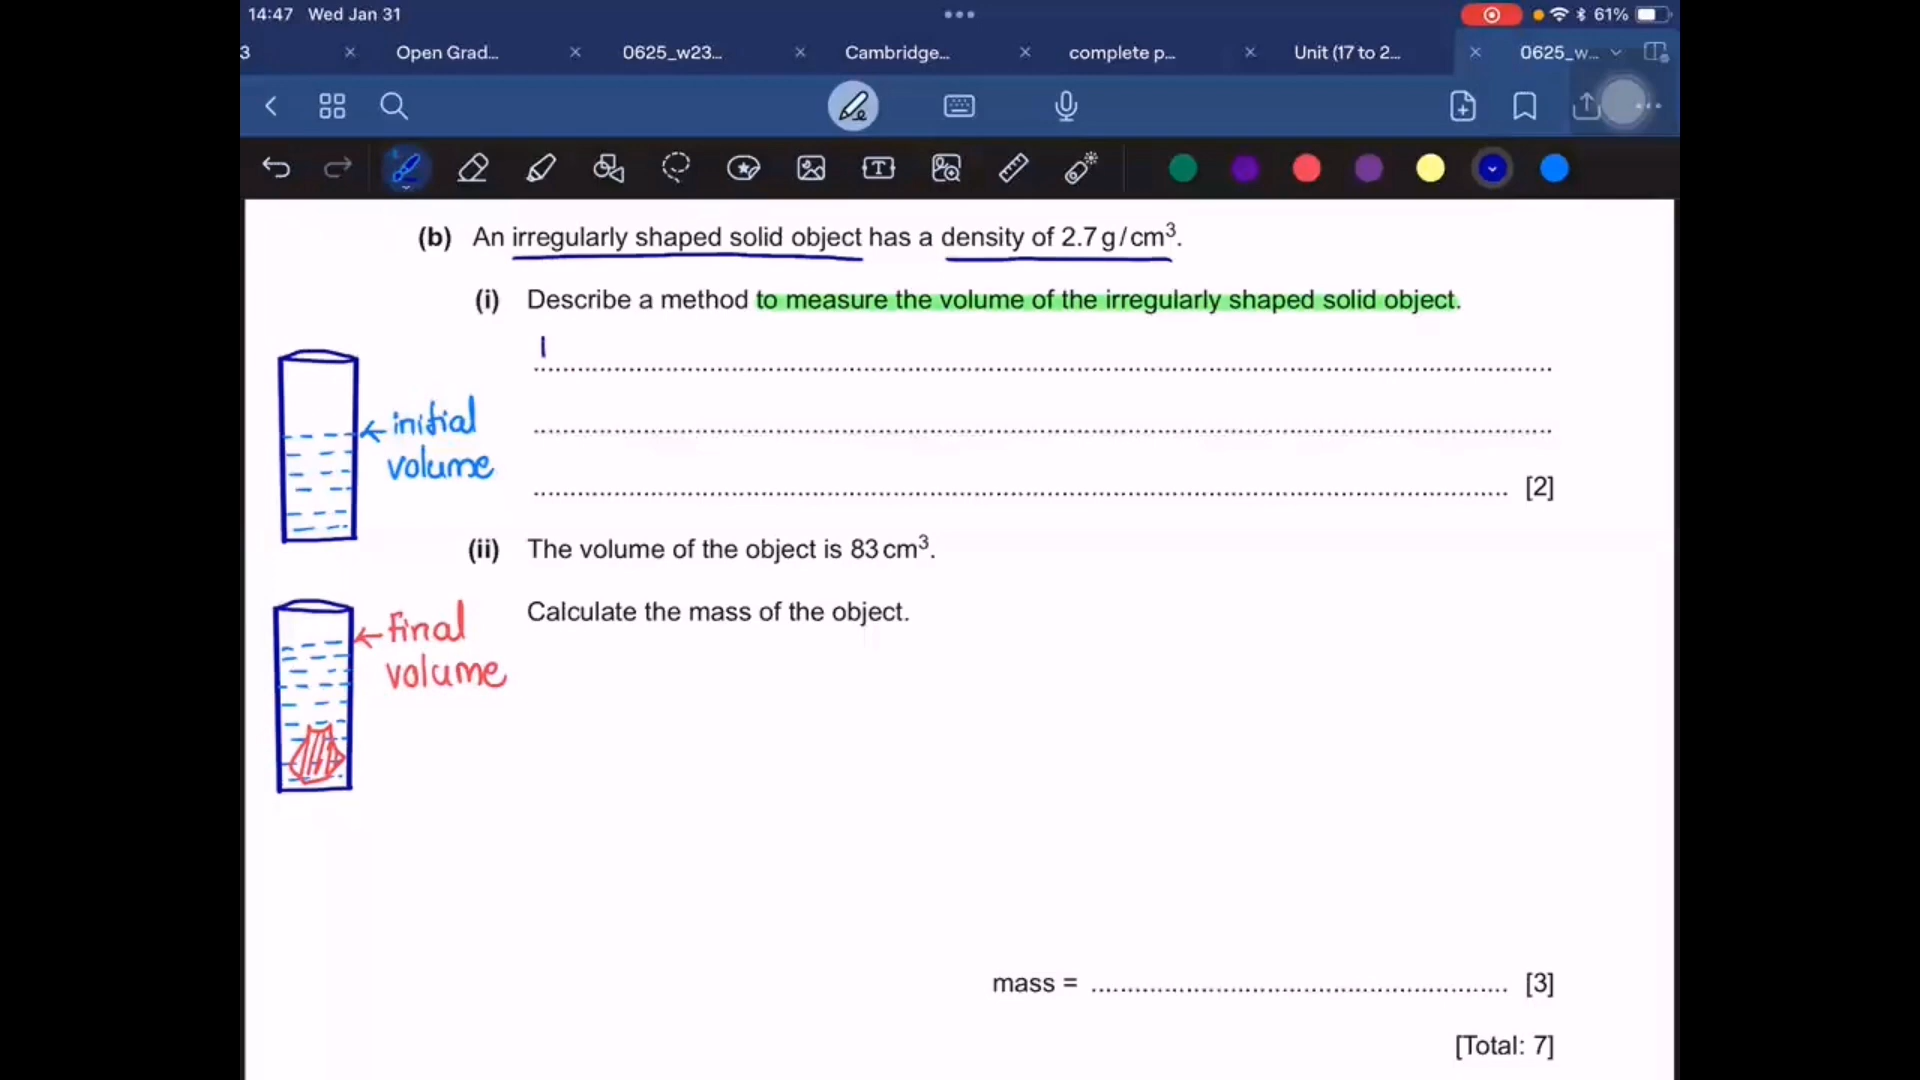 14:47 Wed Jan 31
61%
3 Open Grad... 0625_w23... Cambridge... complete p... Unit (17 to 2... 0625_w...
(b) An irregularly shaped solid object has a density of 2.7 g/cm³.
(i) Describe a method to measure the volume of the irregularly shaped solid object.
initial
volume
[2]
(ii) The volume of the object is 83 cm³.
Calculate the mass of the object.
final
volume
mass = ...................................................... [3]
[Total: 7]